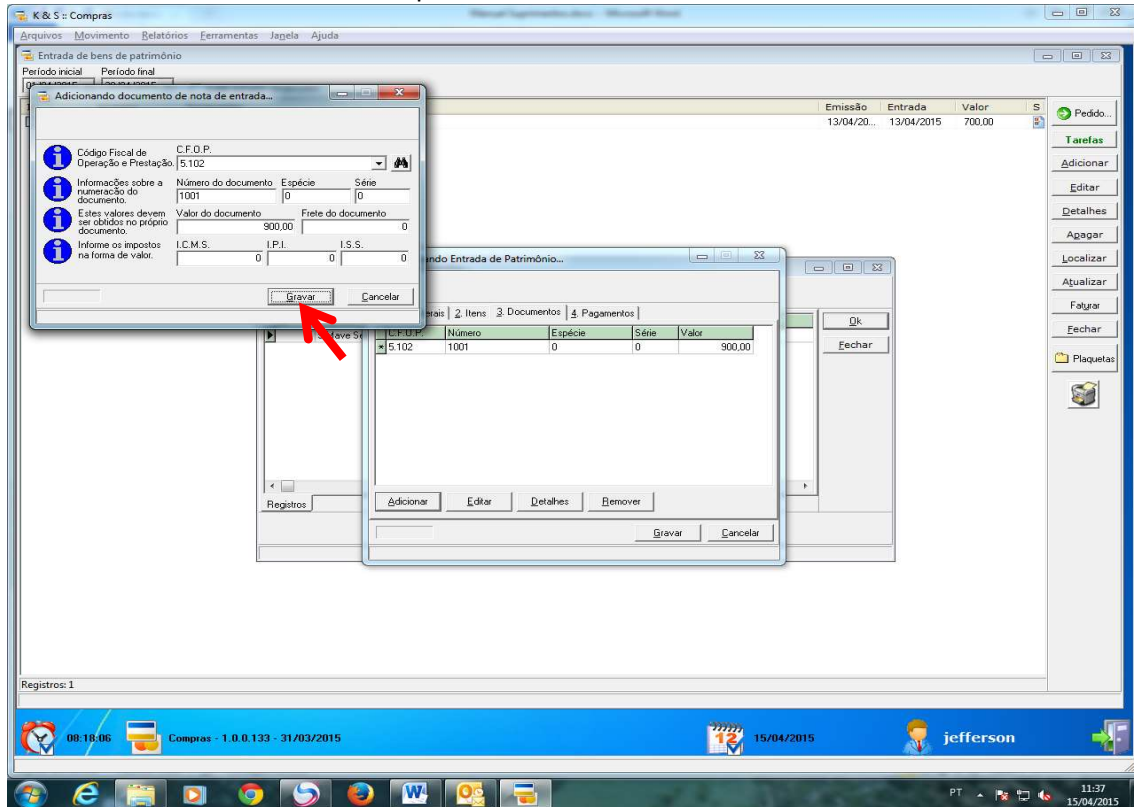 K & S :: Compras
Arquivos Movimento Relatórios Ferramentas Janela Ajuda
Entrada de bens de patrimônio
Período inicial Período final
Adicionando documento de nota de entrada...
Emissão Entrada Valor S
13/04/20... 13/04/2015 700,00
Pedido...
Tarefas
Adicionar
Editar
Detalhes
Apagar
Localizar
Atualizar
Faturar
Fechar
Plaquetas
Código Fiscal de
Operação e Prestação.
C.F.O.P.
5.102
Informações sobre a
numeração do
documento.
Número do documento Espécie Série
1001 0 0
Estes valores devem
ser obtidos no próprio
documento.
Valor do documento Frete do documento
900,00 0
Informe os impostos
na forma de valor.
I.C.M.S. I.P.I. I.S.S.
0 0 0
Gravar Cancelar
ndo Entrada de Patrimônio...
erais 2. Itens 3. Documentos 4. Pagamentos
C.F.O.P. Número Espécie Série Valor
5.102 1001 0 0 900,00
Adicionar Editar Detalhes Remover
Gravar Cancelar
Ok
Fechar
Registros
Registros: 1
08:18:06 Compras - 1.0.0.133 - 31/03/2015 12 15/04/2015 jefferson
PT 11:37
15/04/2015